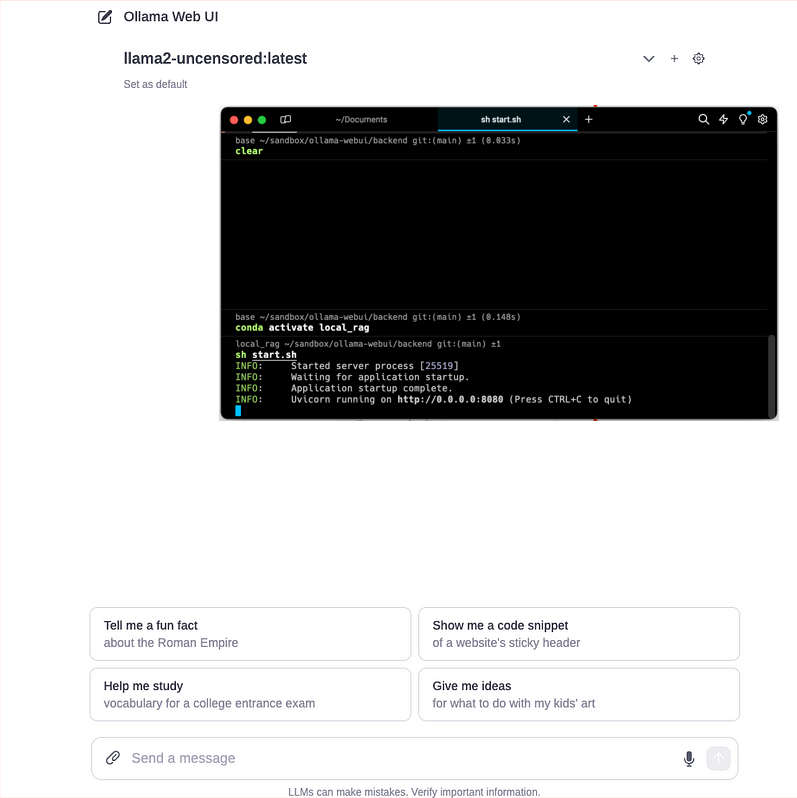 Ollama Web UI
llama2-uncensored:latest
Set as default
~/Documents
sh start.sh
base ~/sandbox/ollama-webui/backend git:(main) ±1 (0.033s)
clear
base ~/sandbox/ollama-webui/backend git:(main) ±1 (0.148s)
conda activate local_rag
local_rag ~/sandbox/ollama-webui/backend git:(main) ±1
sh start.sh
INFO: Started server process [25519]
INFO: Waiting for application startup.
INFO: Application startup complete.
INFO: Uvicorn running on http://0.0.0.0:8080 (Press CTRL+C to quit)
Tell me a fun fact
about the Roman Empire
Show me a code snippet
of a website's sticky header
Help me study
vocabulary for a college entrance exam
Give me ideas
for what to do with my kids' art
Send a message
LLMs can make mistakes. Verify important information.